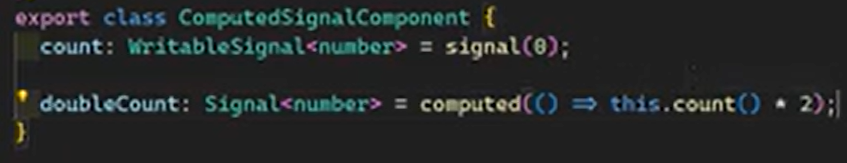 export class ComputedSignalComponent {
count: WritableSignal<number> = signal(0);
doubleCount: Signal<number> = computed(() => this.count() * 2);
}